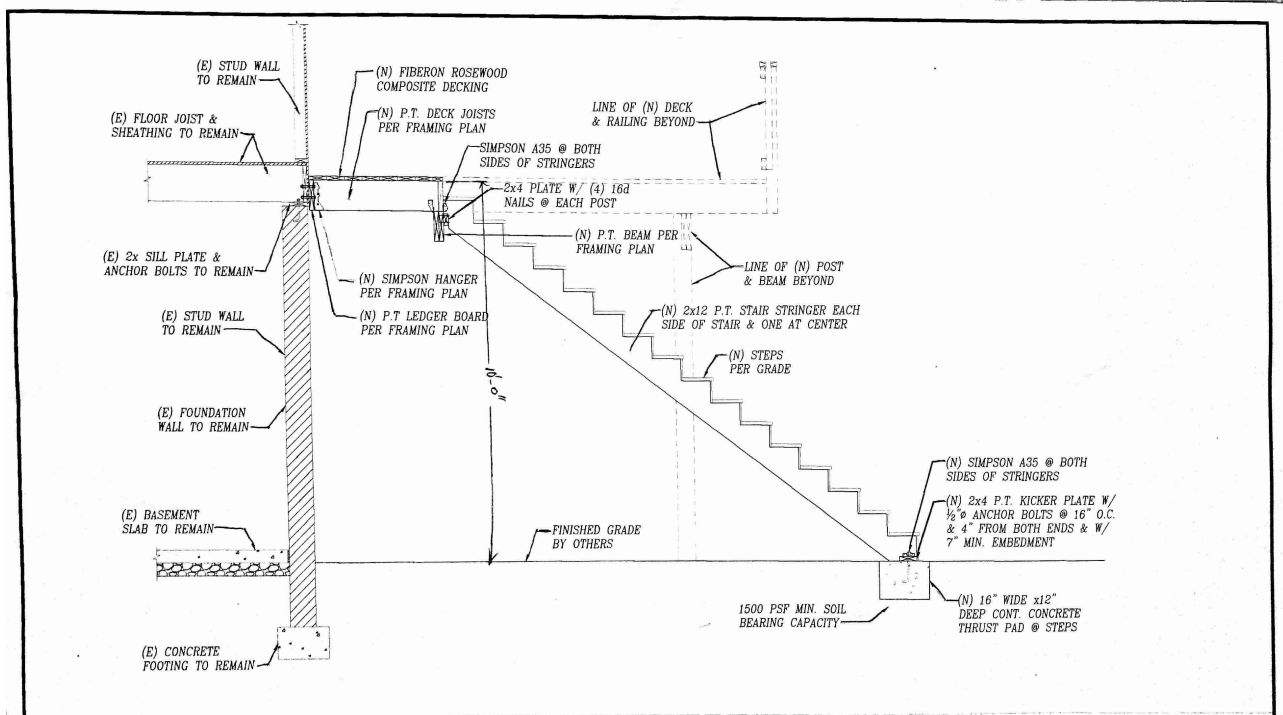 (E) STUD WALL
TO REMAIN
(E) FLOOR JOIST &
SHEATHING TO REMAIN
(N) FIBERON ROSEWOOD
COMPOSITE DECKING
(N) P.T. DECK JOISTS
PER FRAMING PLAN
SIMPSON A35 @ BOTH
SIDES OF STRINGERS
2x4 PLATE W/ (4) 16d
NAILS @ EACH POST
LINE OF (N) DECK
& RAILING BEYOND
(N) P.T. BEAM PER
FRAMING PLAN
LINE OF (N) POST
& BEAM BEYOND
(E) 2x SILL PLATE &
ANCHOR BOLTS TO REMAIN
(N) SIMPSON HANGER
PER FRAMING PLAN
(N) P.T LEDGER BOARD
PER FRAMING PLAN
(E) STUD WALL
TO REMAIN
(N) 2x12 P.T. STAIR STRINGER EACH
SIDE OF STAIR & ONE AT CENTER
(N) STEPS
PER GRADE
10'-0"
(E) FOUNDATION
WALL TO REMAIN
(N) SIMPSON A35 @ BOTH
SIDES OF STRINGERS
(N) 2x4 P.T. KICKER PLATE W/
½"ø ANCHOR BOLTS @ 16" O.C.
& 4" FROM BOTH ENDS & W/
7" MIN. EMBEDMENT
(E) BASEMENT
SLAB TO REMAIN
FINISHED GRADE
BY OTHERS
1500 PSF MIN. SOIL
BEARING CAPACITY
(N) 16" WIDE x12"
DEEP CONT. CONCRETE
THRUST PAD @ STEPS
(E) CONCRETE
FOOTING TO REMAIN